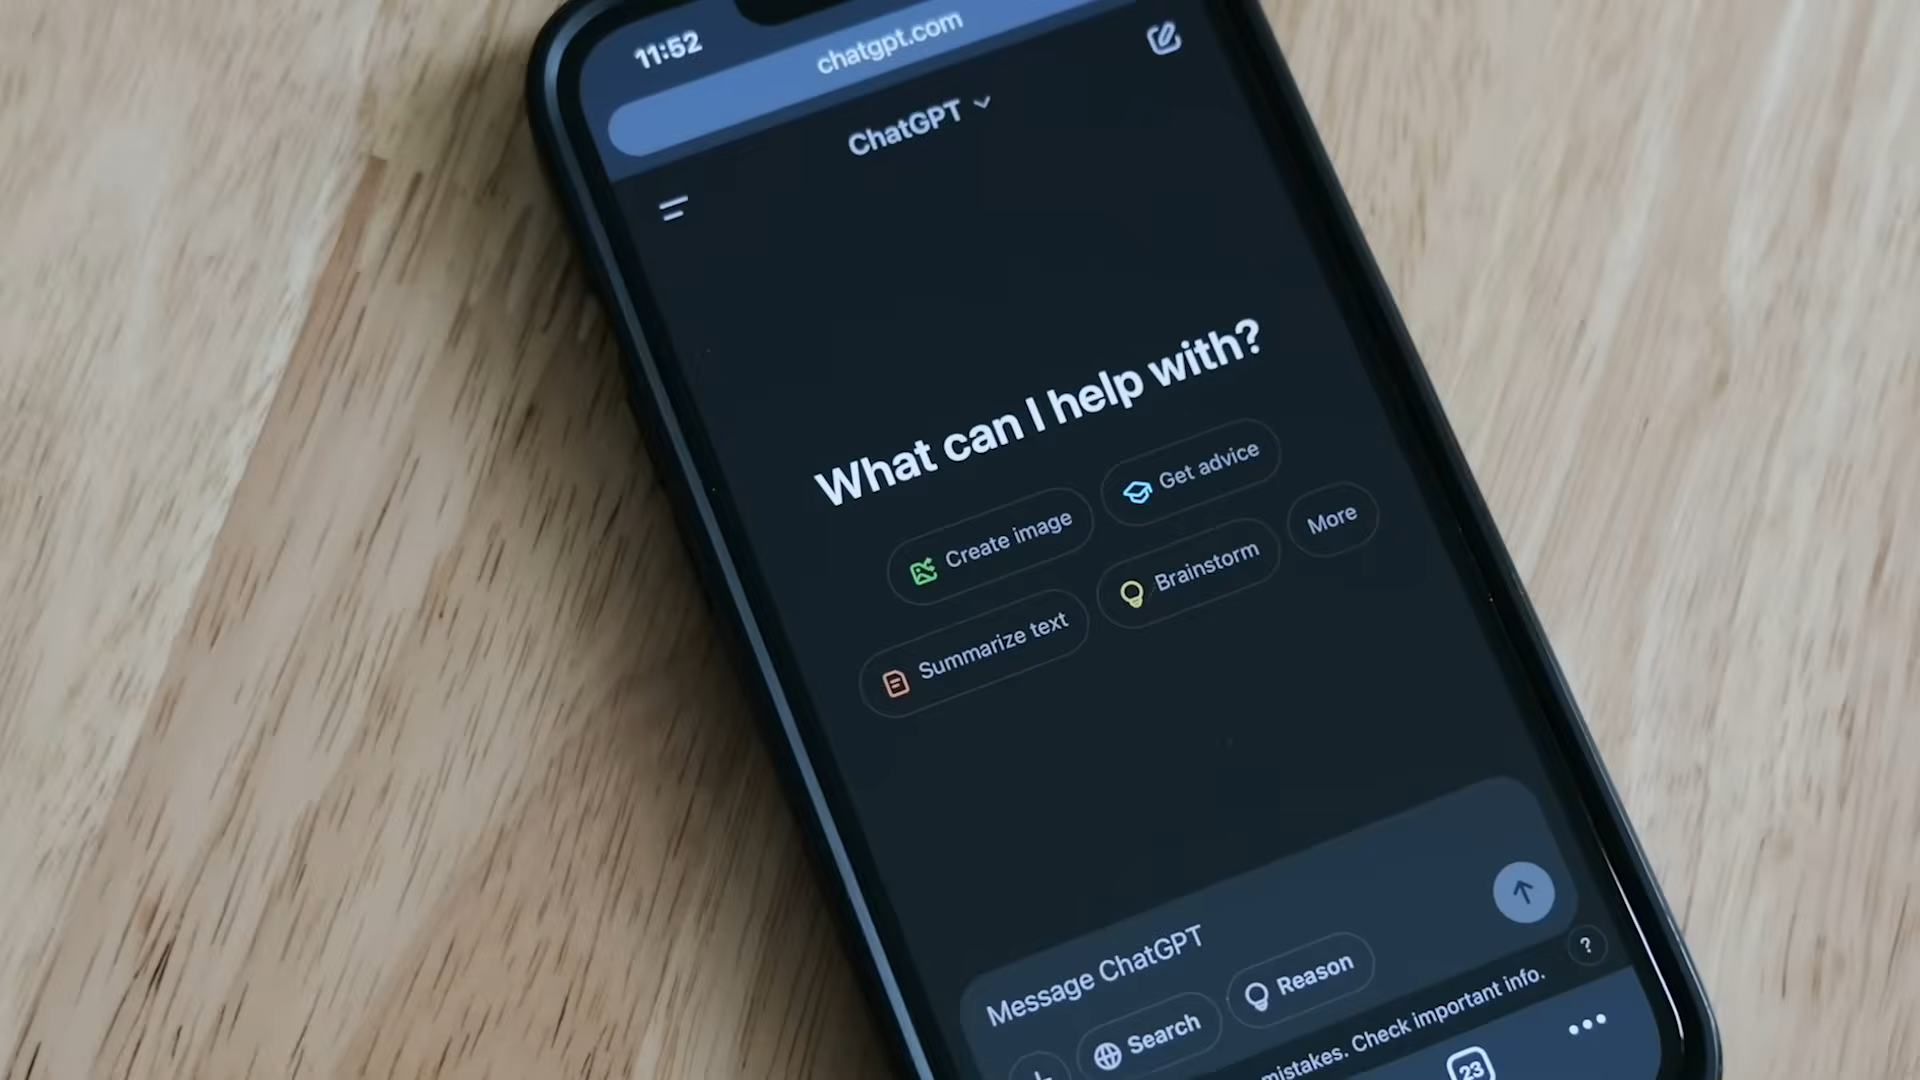 11:52
chatgpt.com
ChatGPT
What can I help with?
Create image
Get advice
Summarize text
Brainstorm
More
Message ChatGPT
Search
Reason
mistakes. Check important info.
?
23